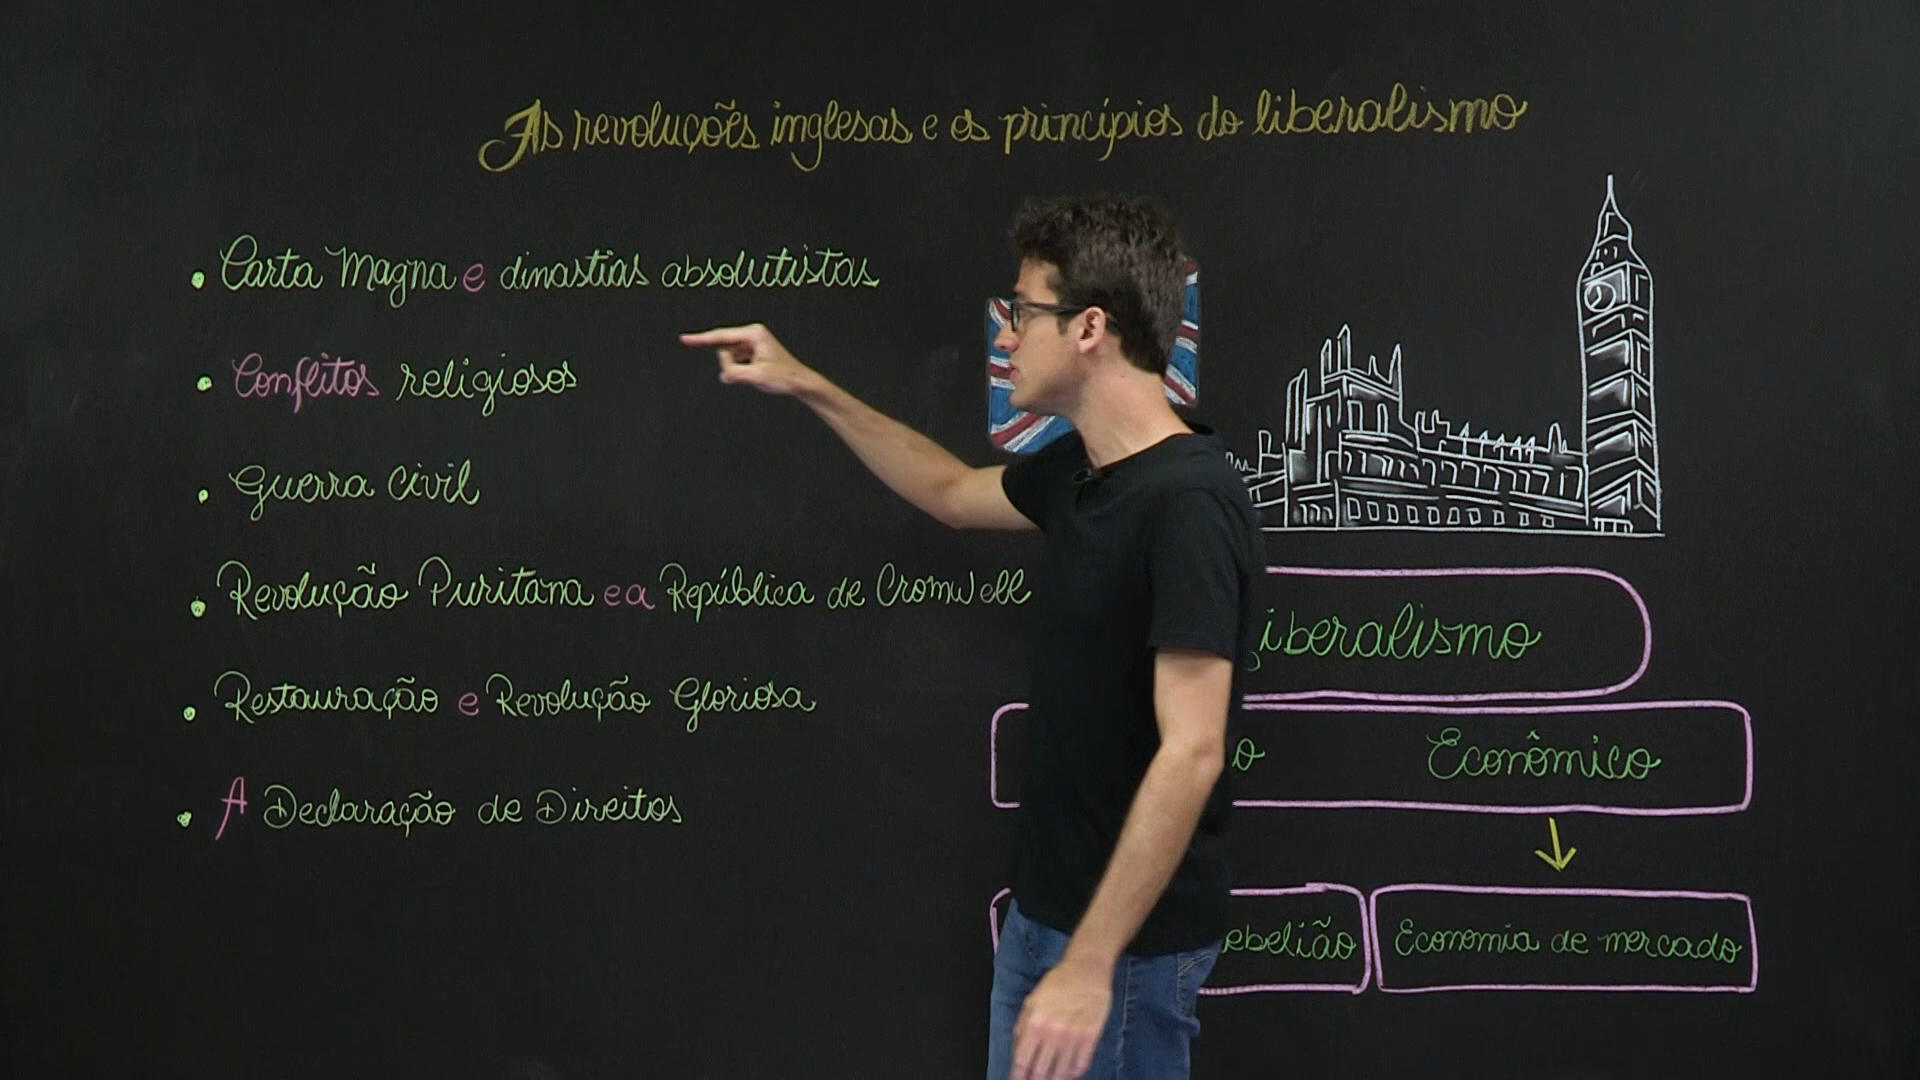 As revoluções inglesas e os princípios do liberalismo
• Carta Magna e dinastias absolutistas
• Conflitos religiosos
• Guerra Civil
• Revolução Puritana e a República de Cromwell
• Restauração e Revolução Gloriosa
• A Declaração de Direitos
Liberalismo
o Econômico
ebelião Economia de mercado